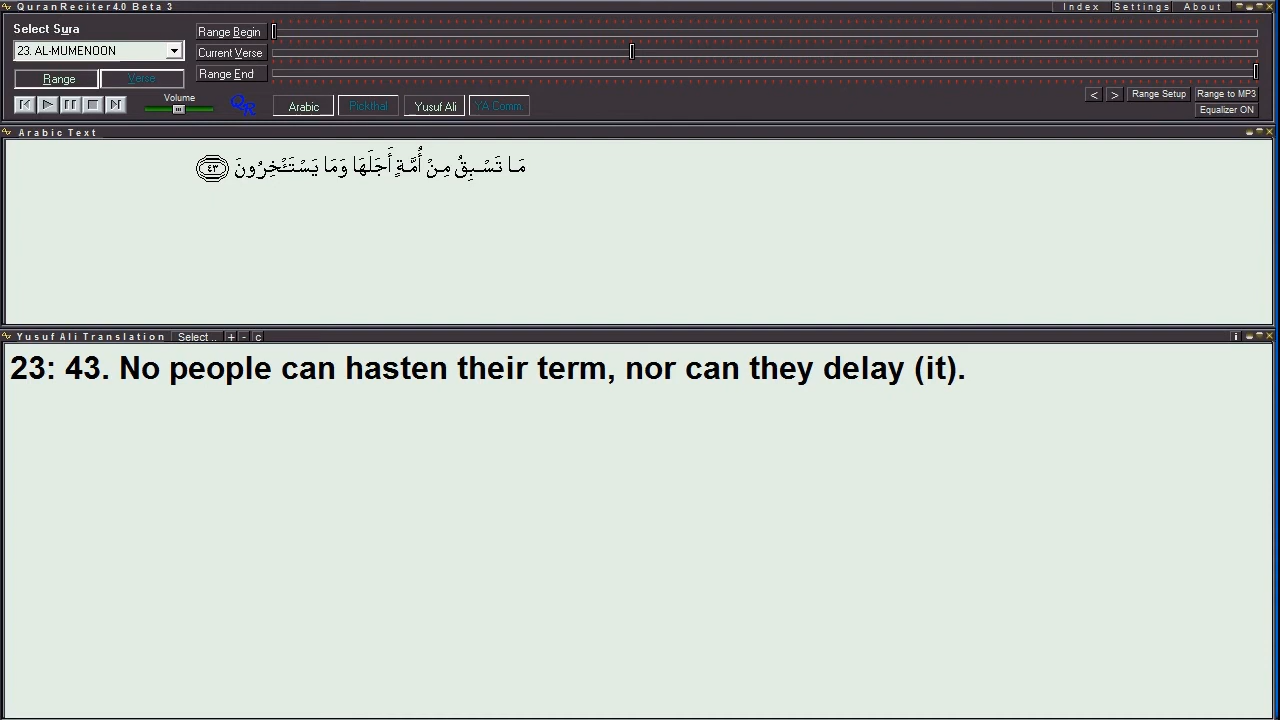 QuranReciter4.0 Beta 3
Index Settings About
Select Sura
23. AL-MUMENOON
Range Verse
Volume
Range Begin
Current Verse
Range End
QR
Arabic Pickthal Yusuf Ali YA Comm.
< > Range Setup Range to MP3
Equalizer ON
Arabic Text
مَا تَسْبِقُ مِنْ أُمَّةٍ أَجَلَهَا وَمَا يَسْتَـْٔخِرُونَ ٤٣
Yusuf Ali Translation Select .. + - c i
23: 43. No people can hasten their term, nor can they delay (it).